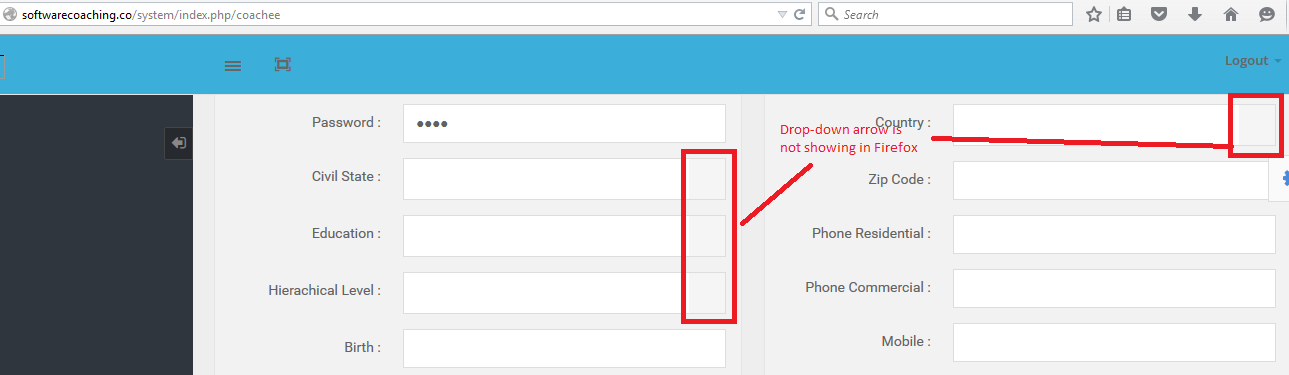 softwarecoaching.co/system/index.php/coachee
Search
Logout
Password :
●●●●
Country :
Drop-down arrow is
not showing in Firefox
Civil State :
Zip Code :
Education :
Phone Residential :
Hierachical Level :
Phone Commercial :
Birth :
Mobile :